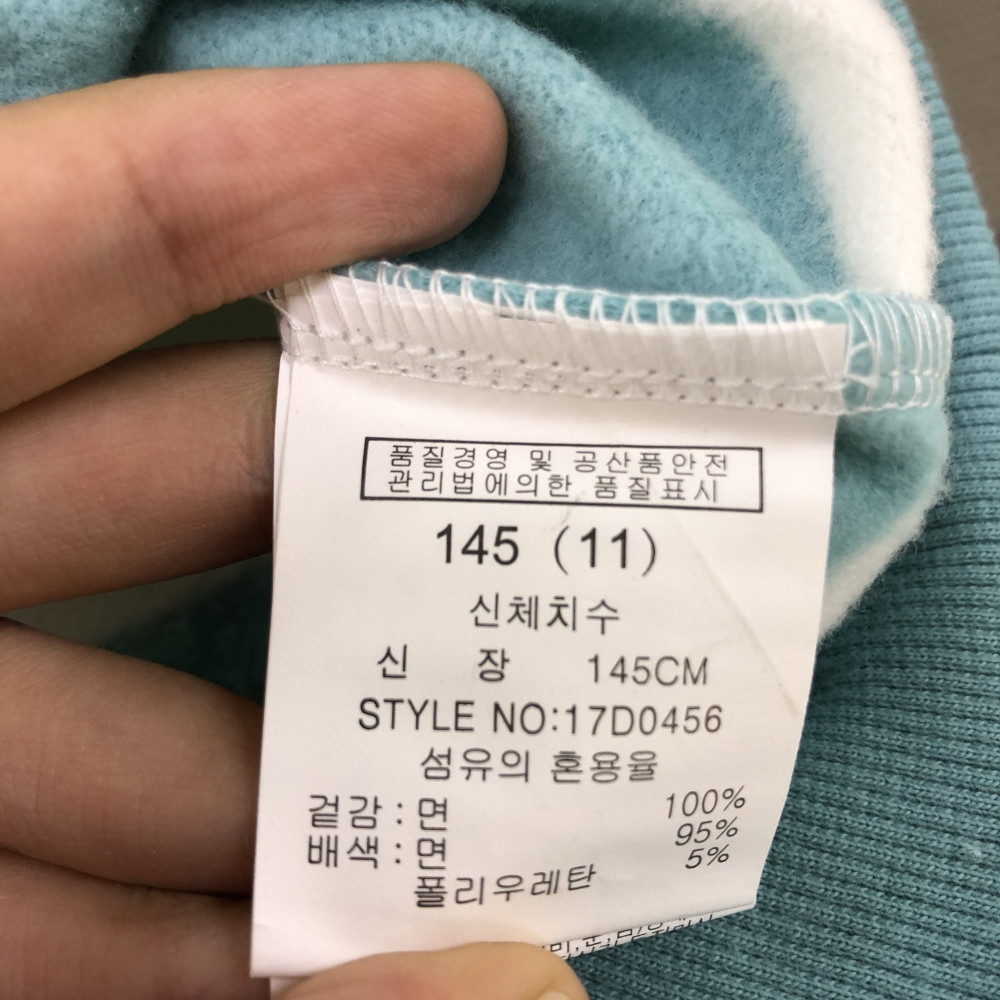 품질경영 및 공산품안전
관리법에의한 품질표시
145 (11)
신체치수
신 장 145CM
STYLE NO:17D0456
섬유의 혼용율
겉감 : 면 100%
배색 : 면 95%
폴리우레탄 5%